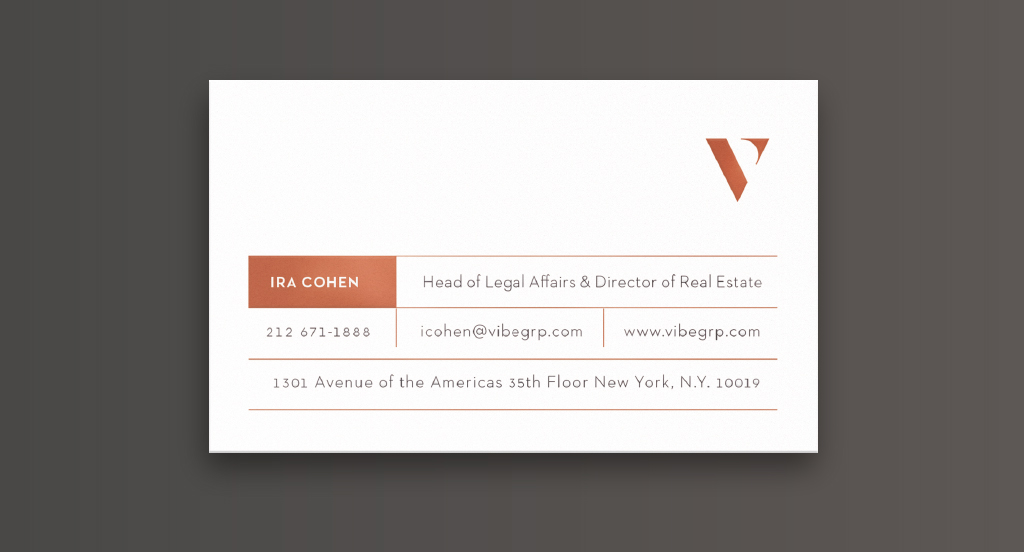 IRA COHEN Head of Legal Affairs & Director of Real Estate
212 671-1888 icohen@vibegrp.com www.vibegrp.com
1301 Avenue of the Americas 35th Floor New York, N.Y. 10019